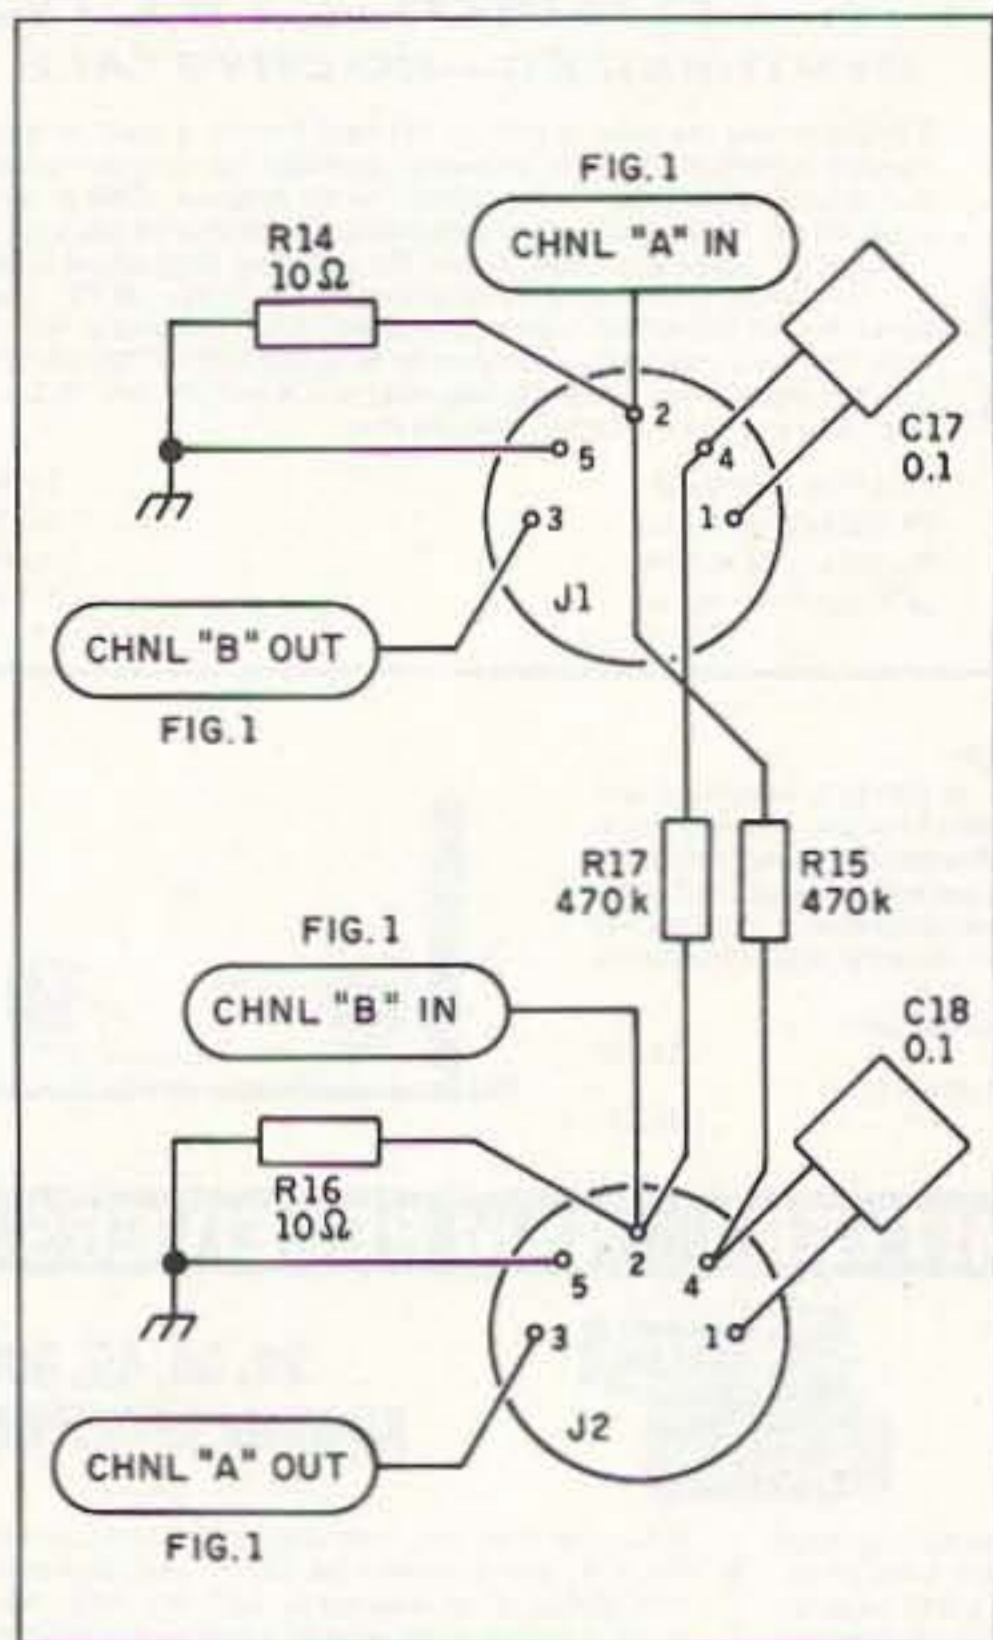 FIG.1
CHNL "A" IN
R14
10Ω
C17
0.1
2
5
4
3
1
J1
CHNL "B" OUT
FIG.1
R17
470k
R15
470k
FIG.1
CHNL "B" IN
C18
0.1
R16
10Ω
2
5
4
3
1
J2
CHNL "A" OUT
FIG.1